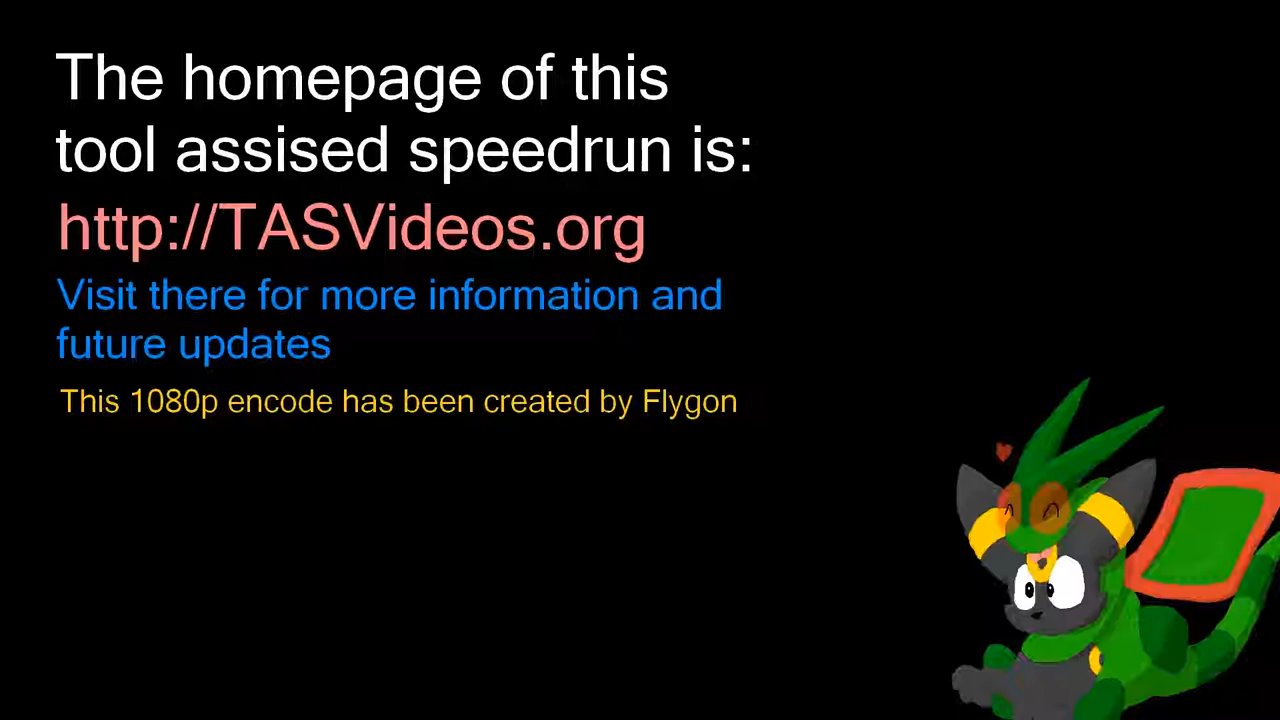 The homepage of this
tool assised speedrun is:
http://TASVideos.org
Visit there for more information and
future updates
This 1080p encode has been created by Flygon